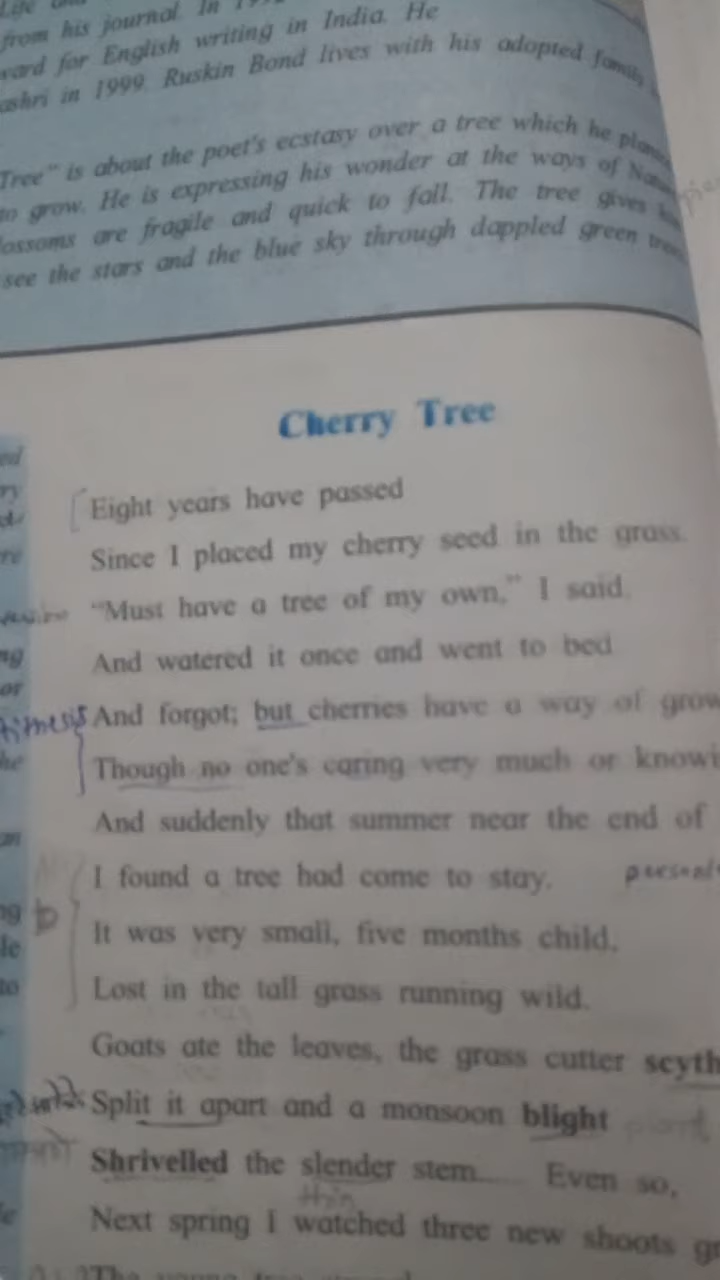 from his journal. In
ward for English writing in India. He
ashri in 1999. Ruskin Bond lives with his adopted family
Tree" is about the poet's ecstasy over a tree which he
to grow. He is expressing his wonder at the ways of
lossoms are fragile and quick to fall. The tree gives
see the stars and the blue sky through dappled green
Cherry Tree
Eight years have passed
Since I placed my cherry seed in the grass.
"Must have a tree of my own," I said,
And watered it once and went to bed
And forgot; but cherries have a way of grow
Though no one's caring very much or knowi
And suddenly that summer near the end of
I found a tree had come to stay.
It was very small, five months child,
Lost in the tall grass running wild.
Goats ate the leaves, the grass cutter scyth
Split it apart and a monsoon blight
Shrivelled the slender stem.... Even so,
thin
Next spring I watched three new shoots g